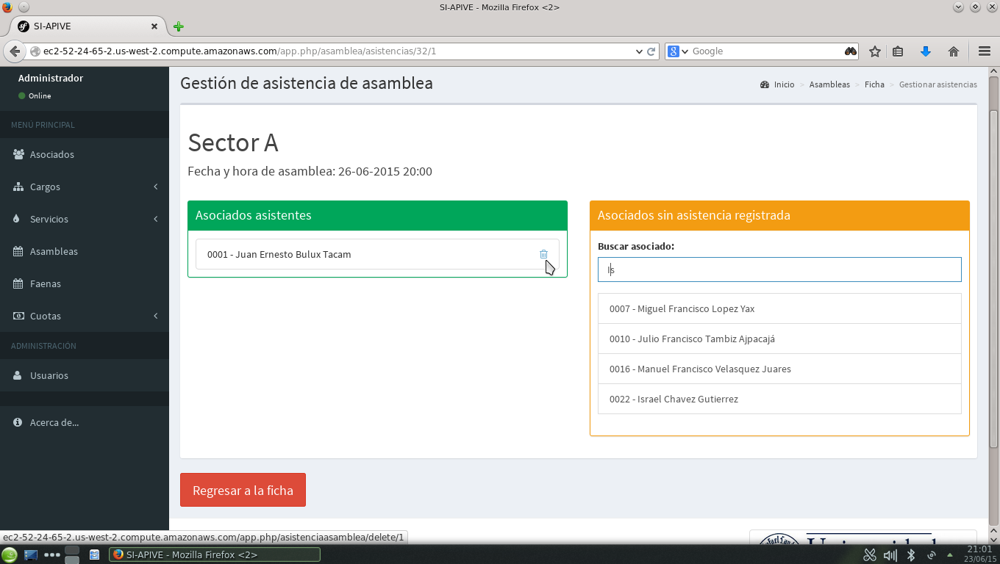 SI-APIVE - Mozilla Firefox <2>
SI-APIVE
ec2-52-24-65-2.us-west-2.compute.amazonaws.com/app.php/asamblea/asistencias/32/1
Google
Administrador
Online
MENÚ PRINCIPAL
Asociados
Cargos
Servicios
Asambleas
Faenas
Cuotas
ADMINISTRACIÓN
Usuarios
Acerca de...
Gestión de asistencia de asamblea
Inicio > Asambleas > Ficha > Gestionar asistencias
Sector A
Fecha y hora de asamblea: 26-06-2015 20:00
Asociados asistentes
0001 - Juan Ernesto Bulux Tacam
Asociados sin asistencia registrada
Buscar asociado:
Is
0007 - Miguel Francisco Lopez Yax
0010 - Julio Francisco Tambiz Ajpacajá
0016 - Manuel Francisco Velasquez Juares
0022 - Israel Chavez Gutierrez
Regresar a la ficha
ec2-52-24-65-2.us-west-2.compute.amazonaws.com/app.php/asistenciaasamblea/delete/1
SI-APIVE - Mozilla Firefox <2>
21:01
23/06/15